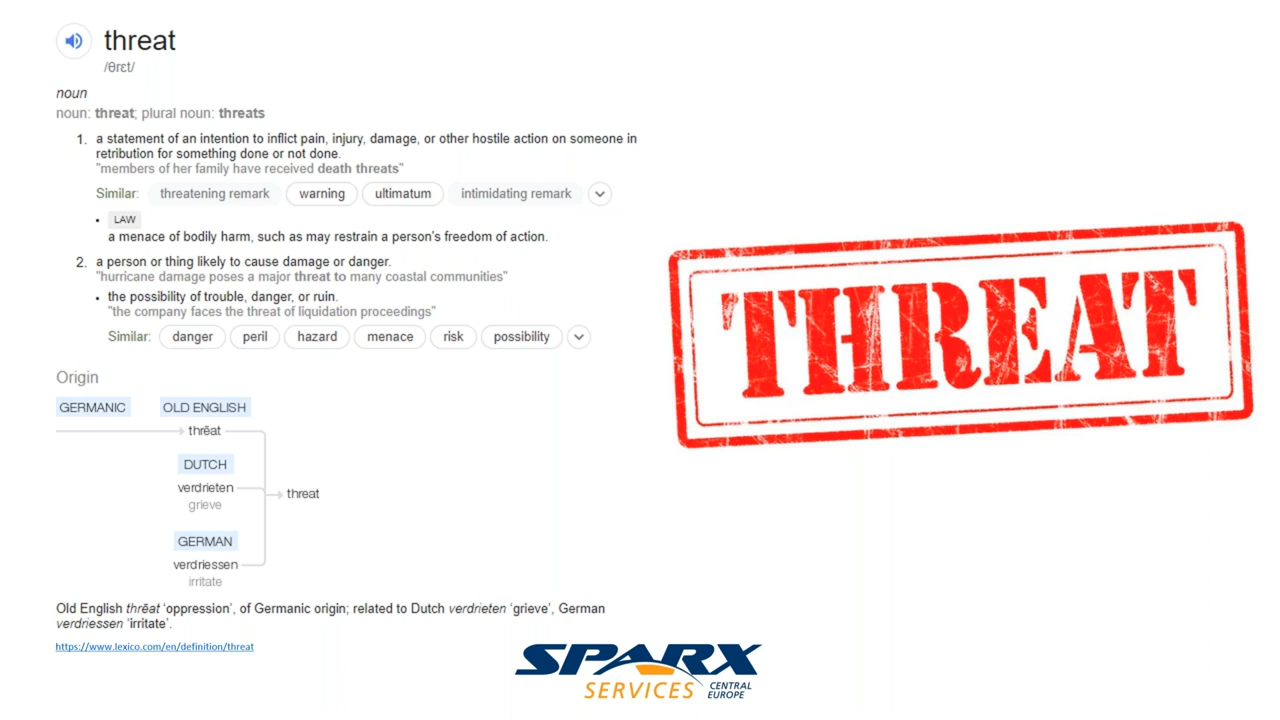 threat
/θrɛt/
noun
noun: threat; plural noun: threats
1. a statement of an intention to inflict pain, injury, damage, or other hostile action on someone in
retribution for something done or not done.
"members of her family have received death threats"
Similar: threatening remark warning ultimatum intimidating remark
• LAW
a menace of bodily harm, such as may restrain a person's freedom of action.
2. a person or thing likely to cause damage or danger.
"hurricane damage poses a major threat to many coastal communities"
• the possibility of trouble, danger, or ruin.
"the company faces the threat of liquidation proceedings"
Similar: danger peril hazard menace risk possibility
Origin
GERMANIC OLD ENGLISH
thrēat
DUTCH
verdrieten
grieve
threat
GERMAN
verdriessen
irritate
Old English thrēat ‘oppression’, of Germanic origin; related to Dutch verdrieten ‘grieve’, German
verdriessen ‘irritate’.
https://www.lexico.com/en/definition/threat
THREAT
SPARX
SERVICES CENTRAL
EUROPE